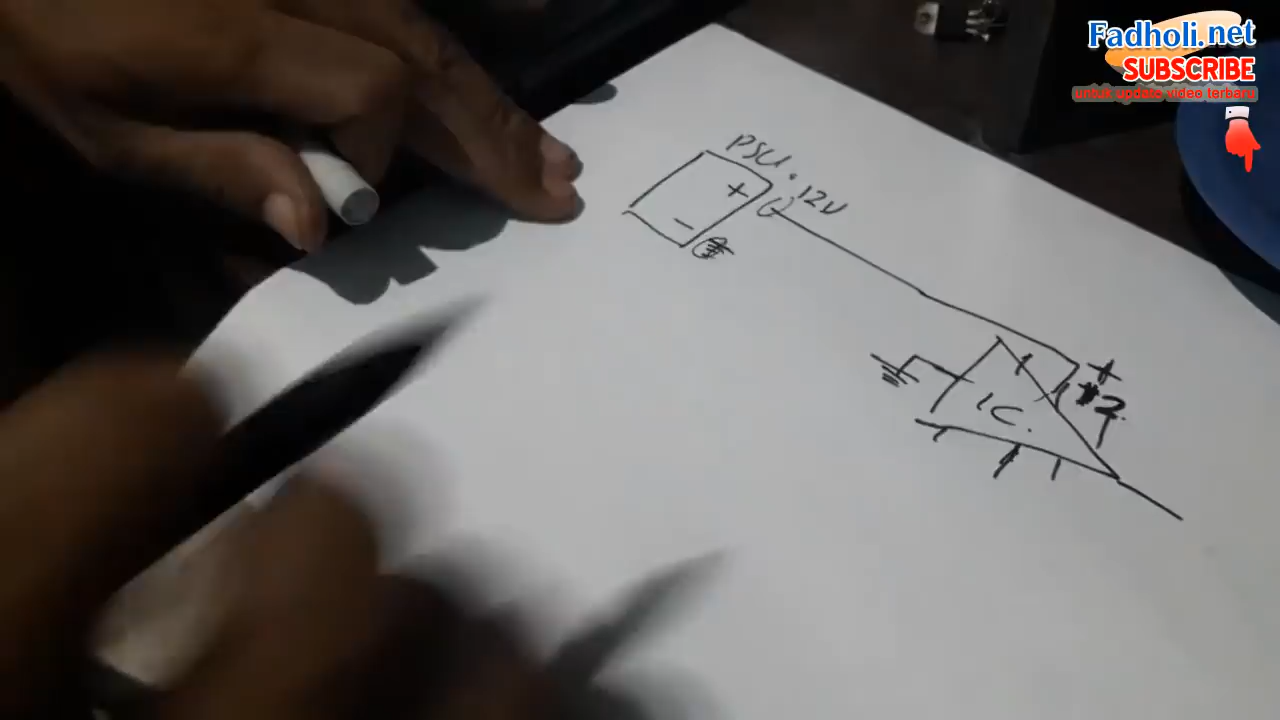 Fadholi.net
SUBSCRIBE
untuk update video terbaru
PSU.
+ 12V
-
+
IC.